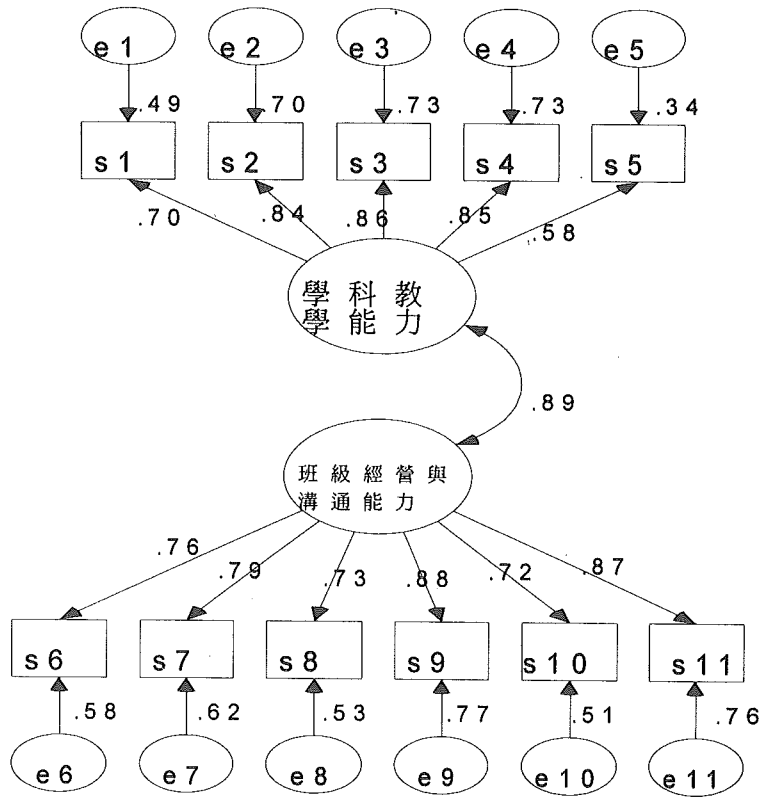 e1 e2 e3 e4 e5
.49 .70 .73 .73 .34
s1 s2 s3 s4 s5
.70 .84 .86 .85 .58
學科教
學能力
.89
班級經營與
溝通能力
.76 .79 .73 .88 .72 .87
s6 s7 s8 s9 s10 s11
.58 .62 .53 .77 .51 .76
e6 e7 e8 e9 e10 e11